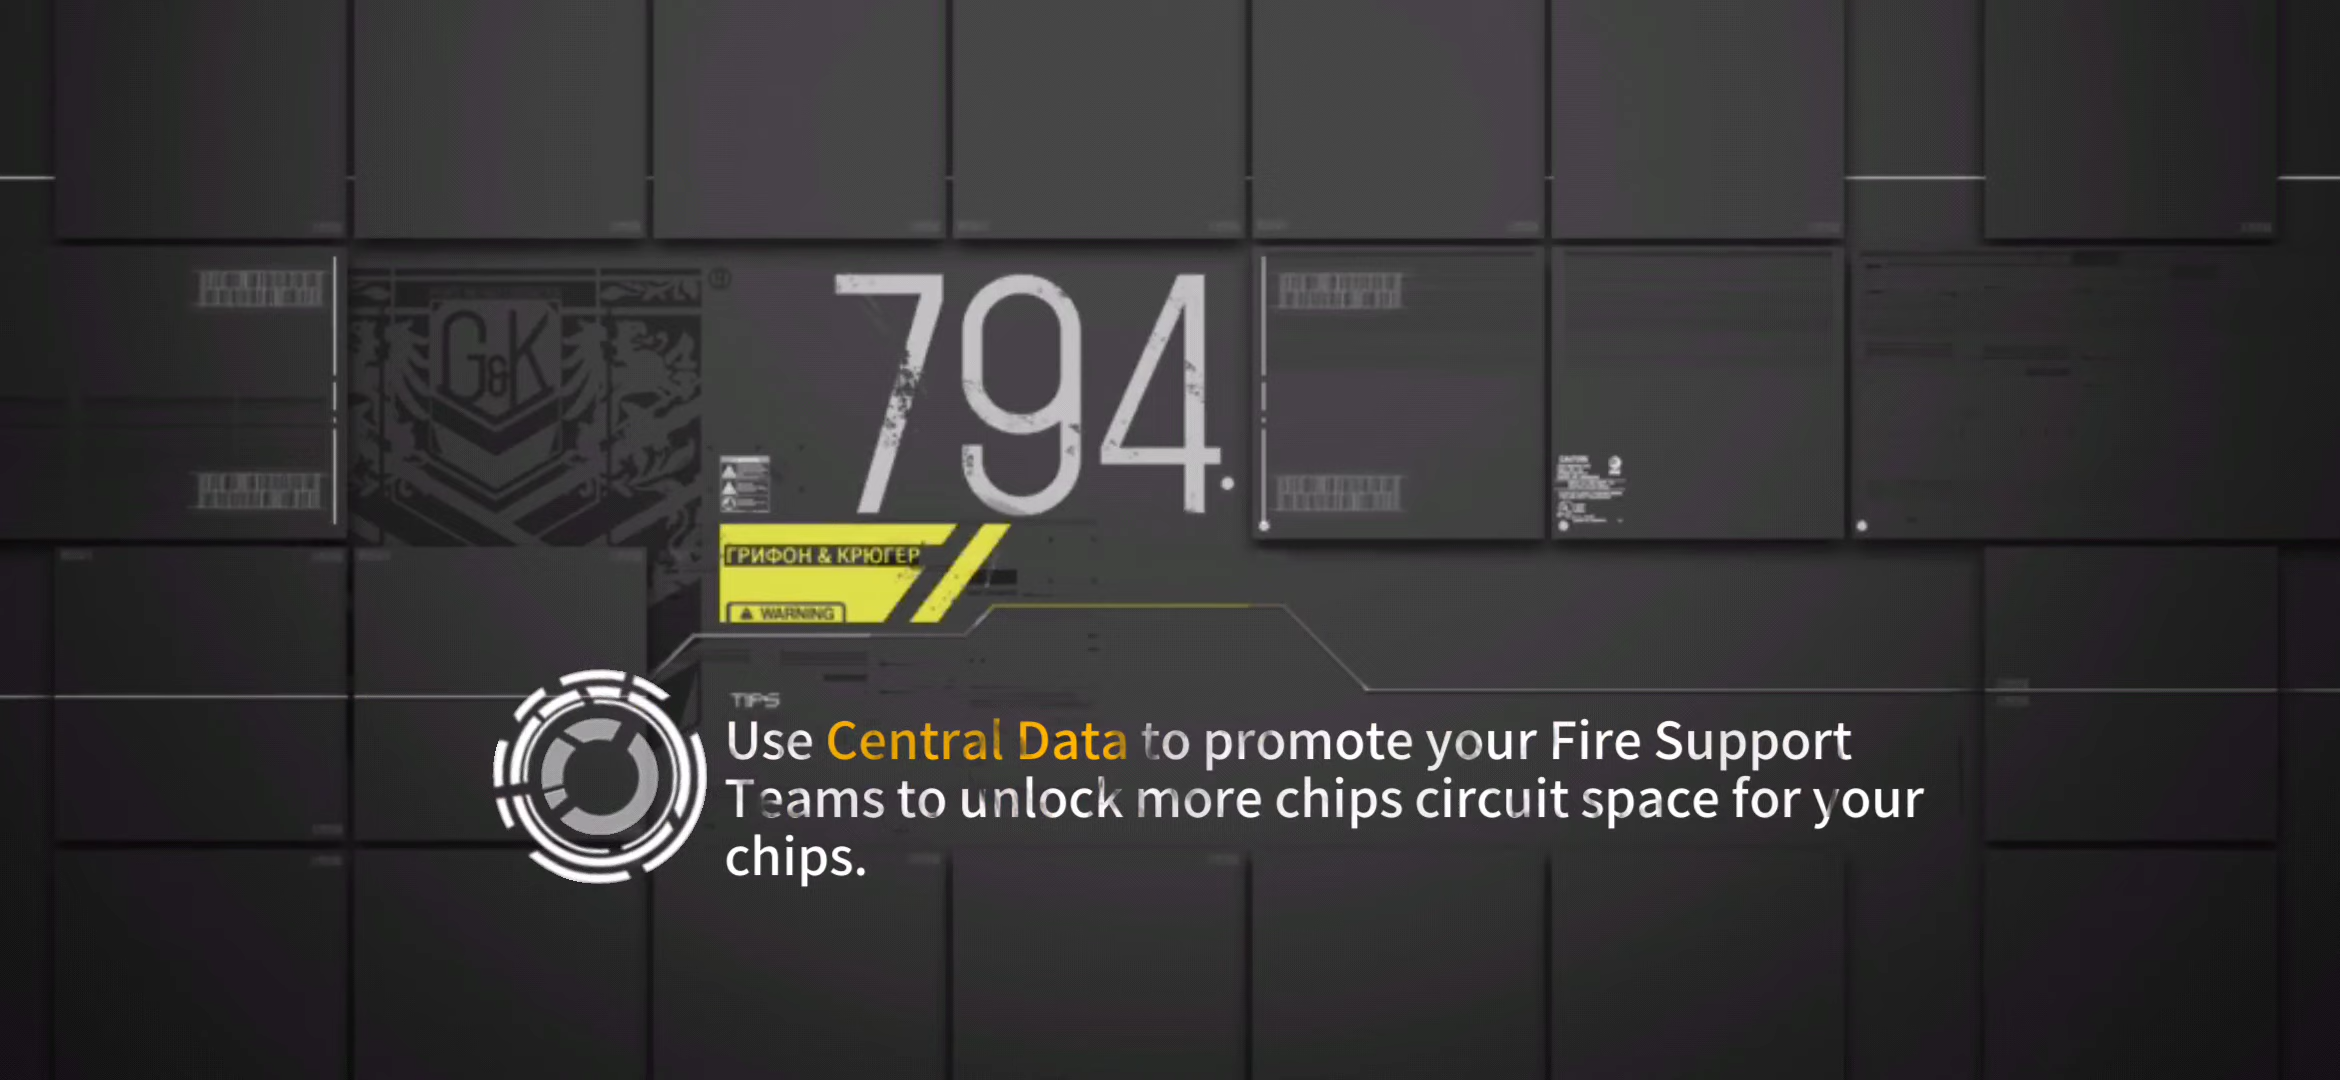 G&K
794.
ГРИФОН & КРЮГЕР
WARNING
TIPS
Use Central Data to promote your Fire Support
Teams to unlock more chips circuit space for your
chips.